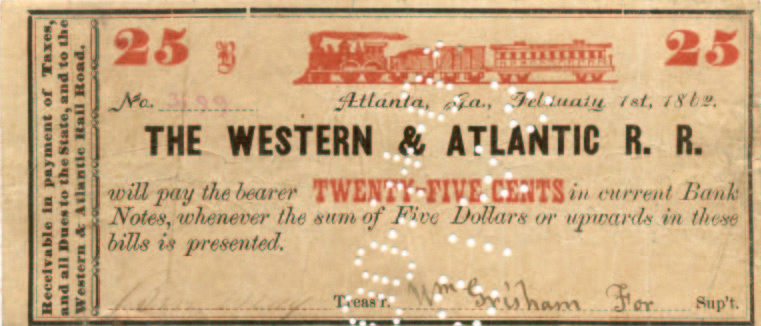 25 B 25
No.
Atlanta, Ga., February 1st, 1862.
THE WESTERN & ATLANTIC R. R.
will pay the bearer TWENTY-FIVE CENTS in current Bank
Notes, whenever the sum of Five Dollars or upwards in these
bills is presented.
Treas'r. Wm Grisham For Sup't.
Receivable in payment of Taxes,
and all Dues to the State, and to the
Western & Atlantic Rail Road.